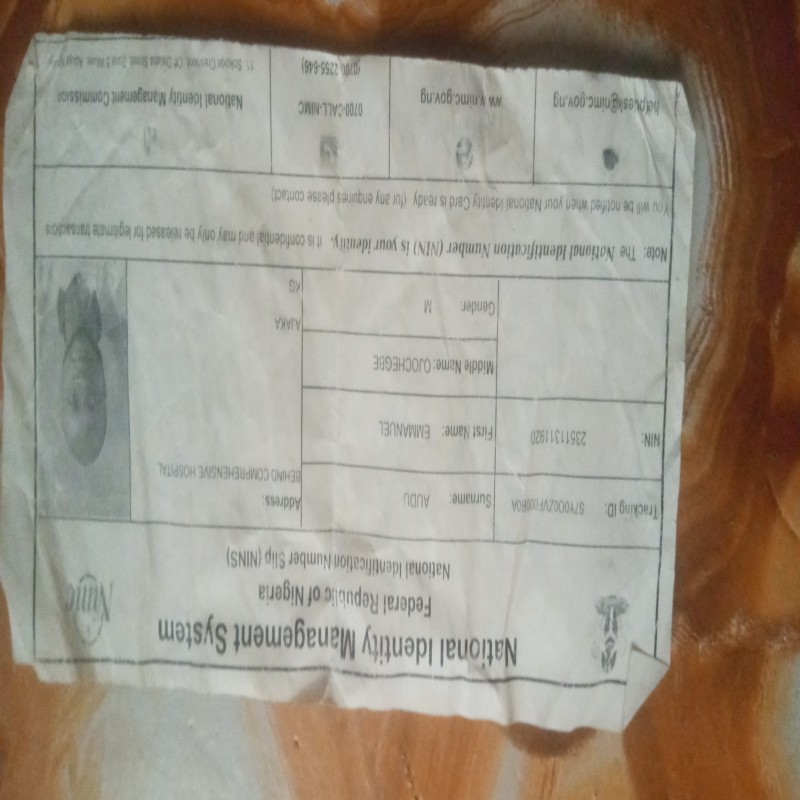 National Identity Management System
Federal Republic of Nigeria
National Identification Number Slip (NINS)
Nimc
Tracking ID: S7YOD0ZVF000B0A
Surname: AUDU
Address:
BEHIND COMPREHENSIVE HOSPITAL
NIN: 23511311920
First Name: EMMANUEL
Middle Name: OJOCHEGBE
AJAKA
Gender: M
KG
Note: The National Identification Number (NIN) is your identity. It is confidential and may only be released for legitimate transactions
You will be notified when your National Identity Card is ready (for any enquiries please contact)
helpdesk@nimc.gov.ng
www.nimc.gov.ng
0700-CALL-NIMC
(0700-2255-646)
National Identity Management Commission
11 Sokode Crescent, Off Dalaba Street, Zone 5 Wuse, Abuja